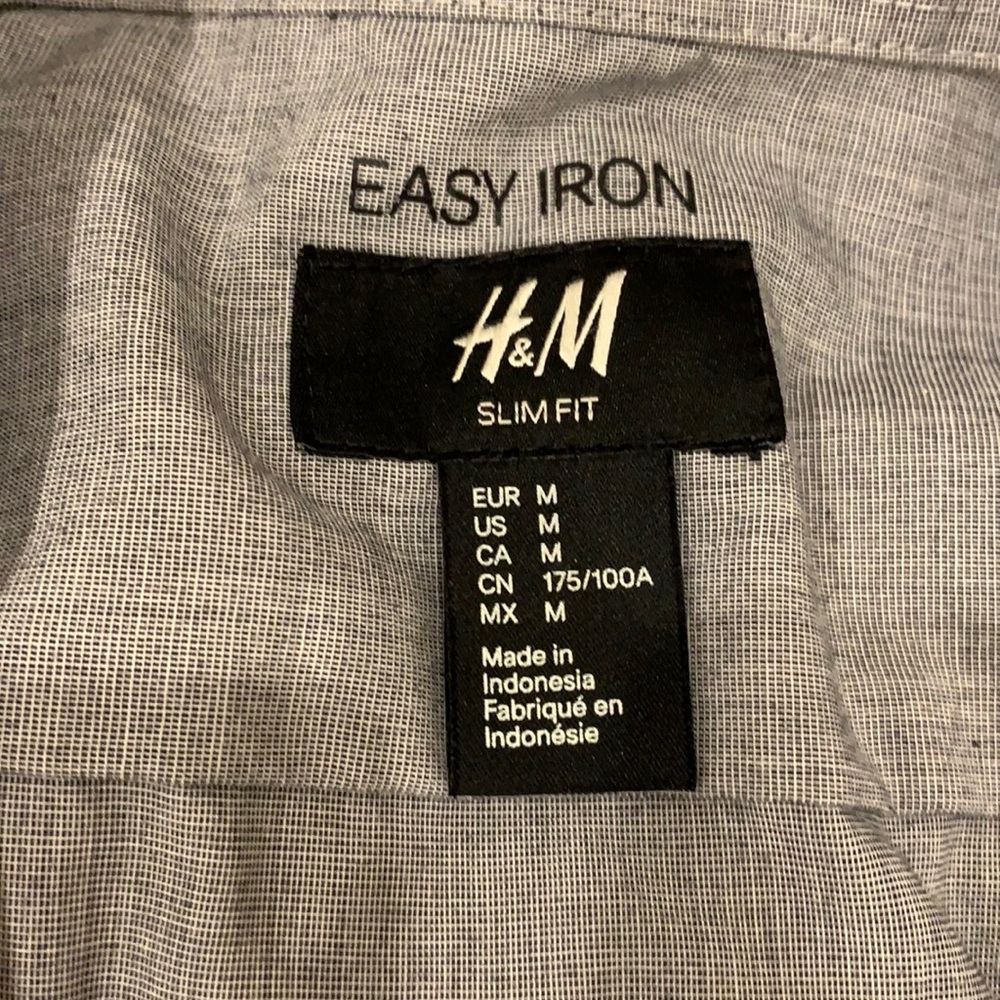 EASY IRON
H&M
SLIM FIT
EUR M
US M
CA M
CN 175/100A
MX M
Made in
Indonesia
Fabriqué en
Indonésie